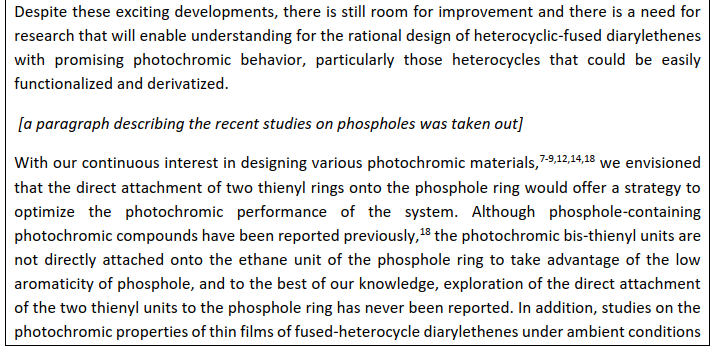 Despite these exciting developments, there is still room for improvement and there is a need for
research that will enable understanding for the rational design of heterocyclic-fused diarylethenes
with promising photochromic behavior, particularly those heterocycles that could be easily
functionalized and derivatized.
[a paragraph describing the recent studies on phospholes was taken out]
With our continuous interest in designing various photochromic materials,7-9,12,14,18 we envisioned
that the direct attachment of two thienyl rings onto the phosphole ring would offer a strategy to
optimize the photochromic performance of the system. Although phosphole-containing
photochromic compounds have been reported previously,18 the photochromic bis-thienyl units are
not directly attached onto the ethane unit of the phosphole ring to take advantage of the low
aromaticity of phosphole, and to the best of our knowledge, exploration of the direct attachment
of the two thienyl units to the phosphole ring has never been reported. In addition, studies on the
photochromic properties of thin films of fused-heterocycle diarylethenes under ambient conditions